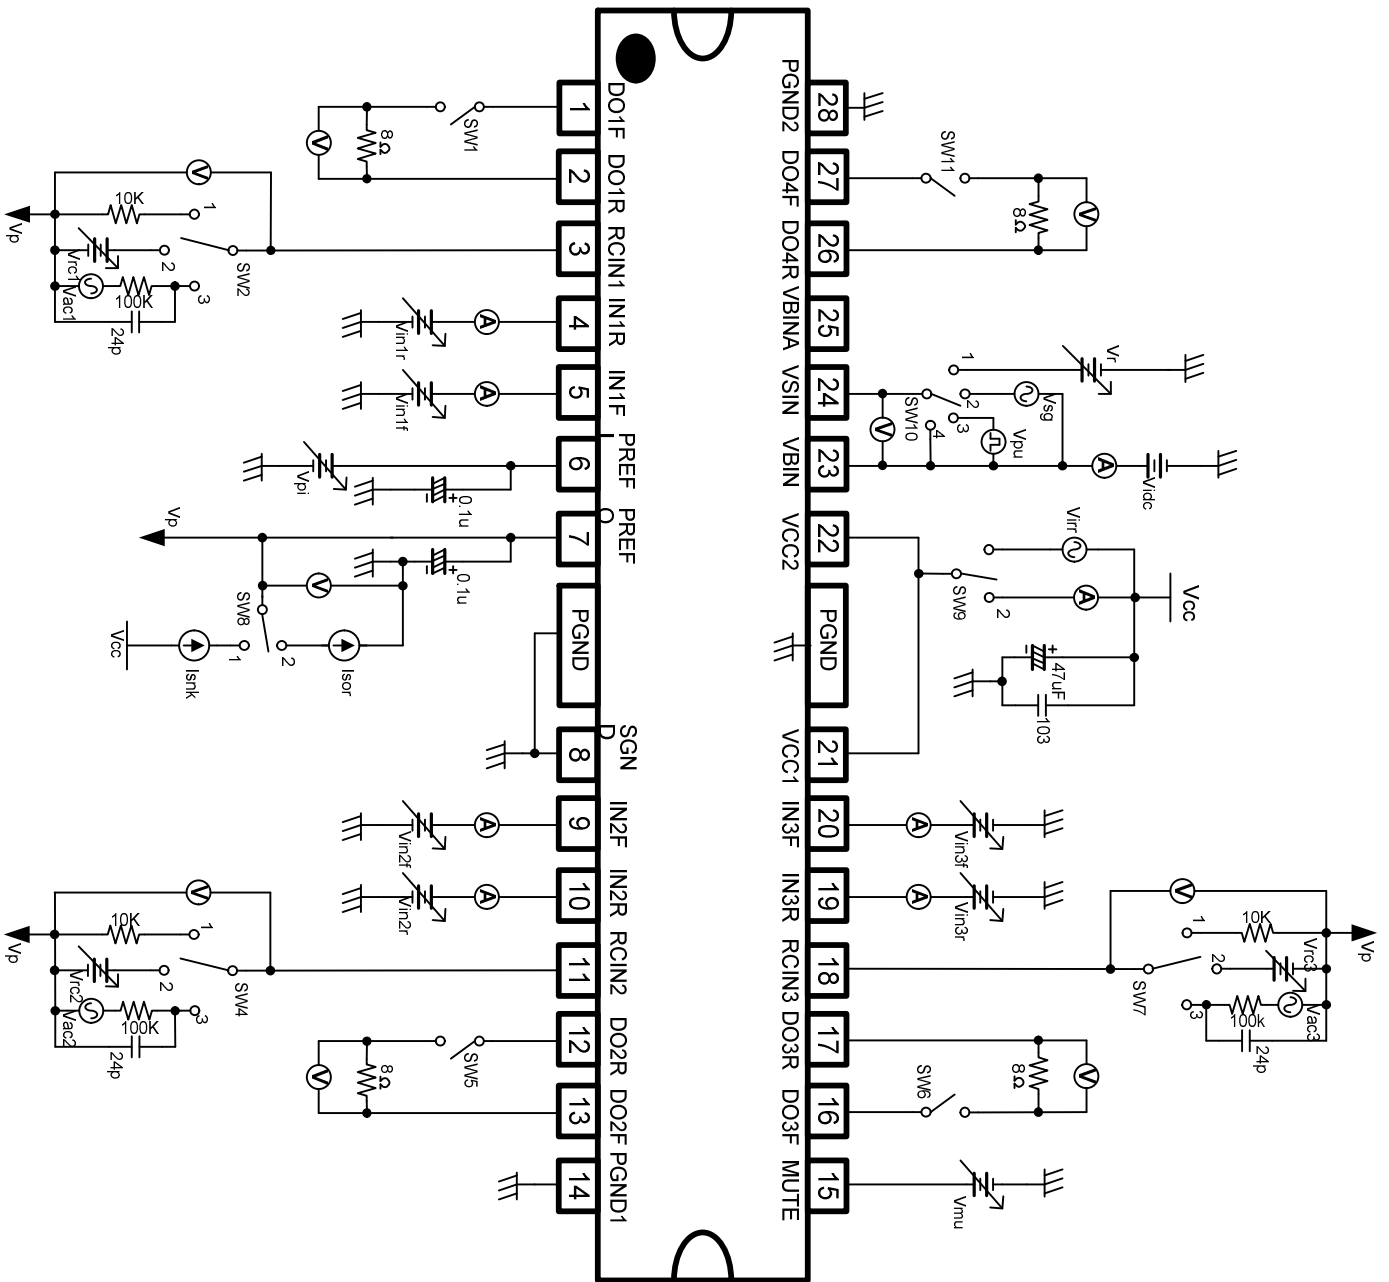 1
DO1F
2
DO1R
3
RCIN1
4
IN1R
5
IN1F
6
PREF
I
7
PREF
O
PGND
8
SGN
D
9
IN2F
10
IN2R
11
RCIN2
12
DO2R
13
DO2F
14
PGND1
28
PGND2
27
DO4F
26
DO4R
25
VBINA
24
VSIN
23
VBIN
22
VCC2
PGND
21
VCC1
20
IN3F
19
IN3R
18
RCIN3
17
DO3R
16
DO3F
15
MUTE
SW1
8Ω
V
V
10K
1
Vp
Vrc1
2
SW2
Vac1
100K
3
24p
Vin1r
A
Vin1f
A
Vpi
0.1u
+
Vp
0.1u
+
V
SW8
Vcc
Isnk
1
2
Isor
Vin2f
A
Vin2r
A
V
10K
1
Vp
Vrc2
2
SW4
Vac2
100K
3
24p
SW5
8Ω
V
SW11
8Ω
V
1
Vr
2
Vsg
SW10
3
4
V
Vpu
A
Vidc
Virr
SW9
2
A
Vcc
+
47uF
103
A
Vin3f
A
Vin3r
V
1
10K
Vp
SW7
2
Vrc3
3
100k
Vac3
24p
SW6
8Ω
V
Vmu